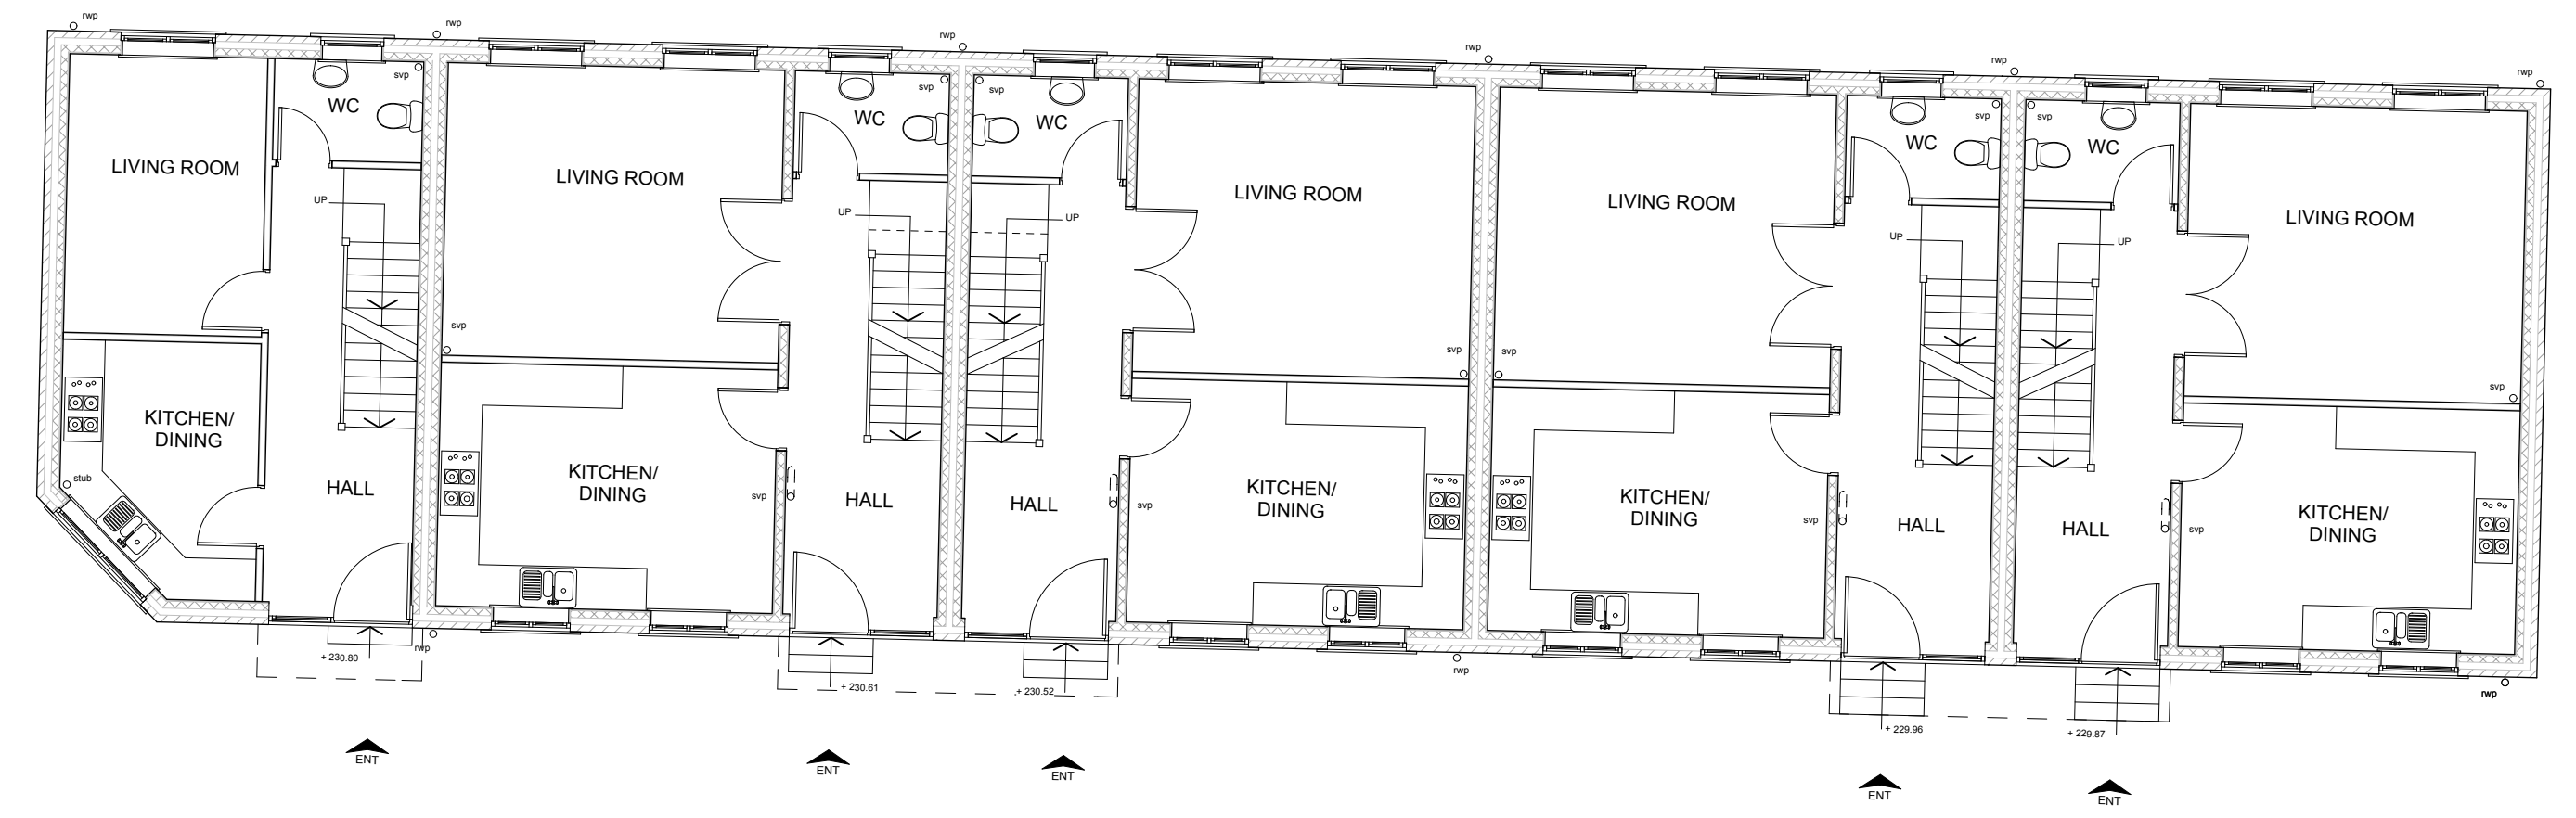 rwp
rwp
rwp
rwp
rwp
rwp
svp
svp
svp
svp
svp
WC
WC
WC
WC
WC
LIVING ROOM
LIVING ROOM
LIVING ROOM
LIVING ROOM
LIVING ROOM
UP
UP
UP
UP
UP
svp
svp
svp
svp
KITCHEN/
DINING
KITCHEN/
DINING
KITCHEN/
DINING
KITCHEN/
DINING
KITCHEN/
DINING
stub
HALL
HALL
HALL
HALL
HALL
svp
svp
svp
svp
rwp
rwp
rwp
+ 230.80
+ 230.61
+ 230.52
+ 229.96
+ 229.87
ENT
ENT
ENT
ENT
ENT